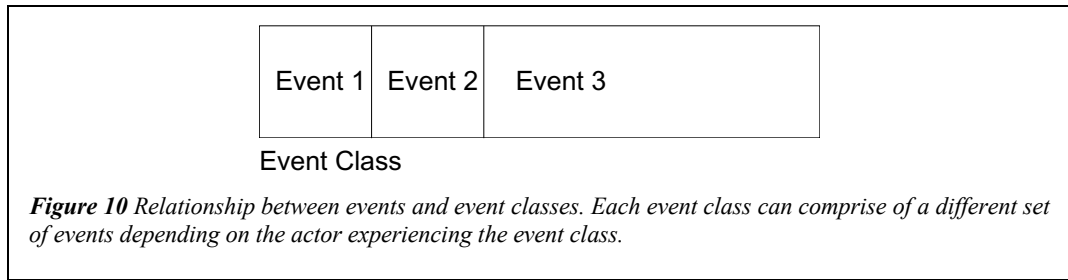 Event 1 Event 2 Event 3
Event Class
Figure 10 Relationship between events and event classes. Each event class can comprise of a different set
of events depending on the actor experiencing the event class.